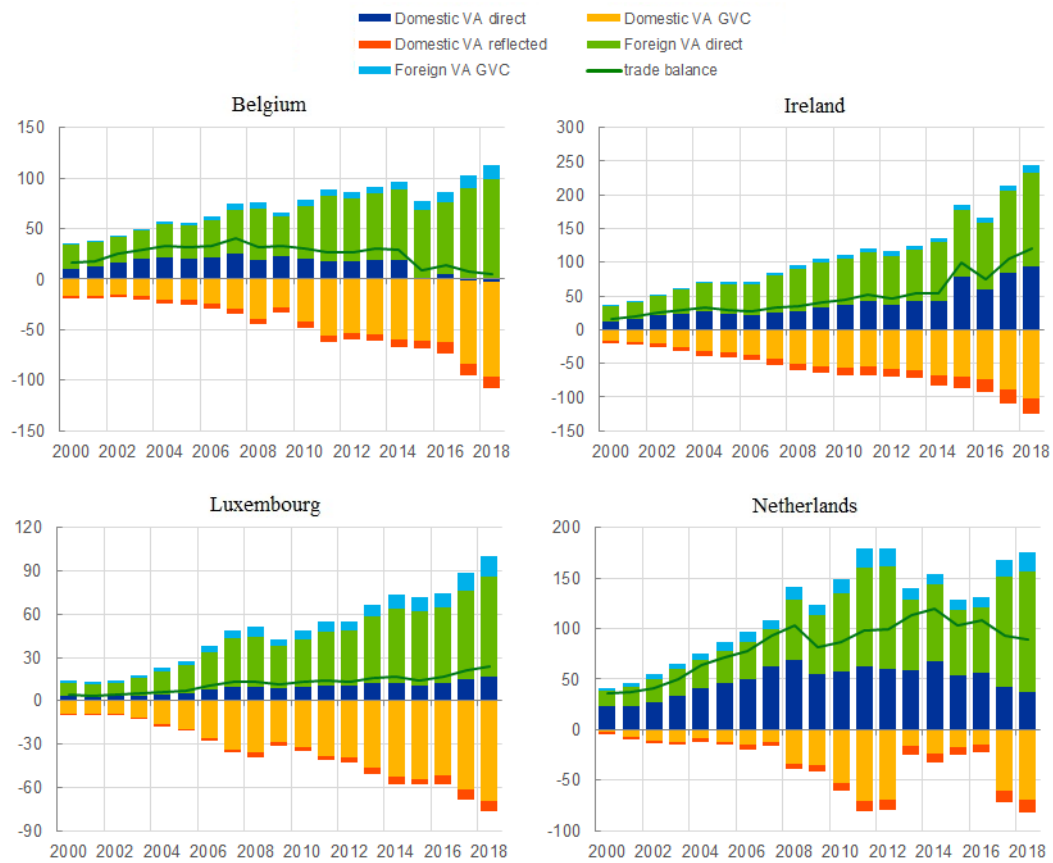 Domestic VA direct Domestic VA GVC
Domestic VA reflected Foreign VA direct
Foreign VA GVC trade balance
Belgium
150
100
50
0
-50
-100
-150
2000 2002 2004 2006 2008 2010 2012 2014 2016 2018
Ireland
300
250
200
150
100
50
0
-50
-100
-150
2000 2002 2004 2006 2008 2010 2012 2014 2016 2018
Luxembourg
120
90
60
30
0
-30
-60
-90
2000 2002 2004 2006 2008 2010 2012 2014 2016 2018
Netherlands
200
150
100
50
0
-50
-100
2000 2002 2004 2006 2008 2010 2012 2014 2016 2018